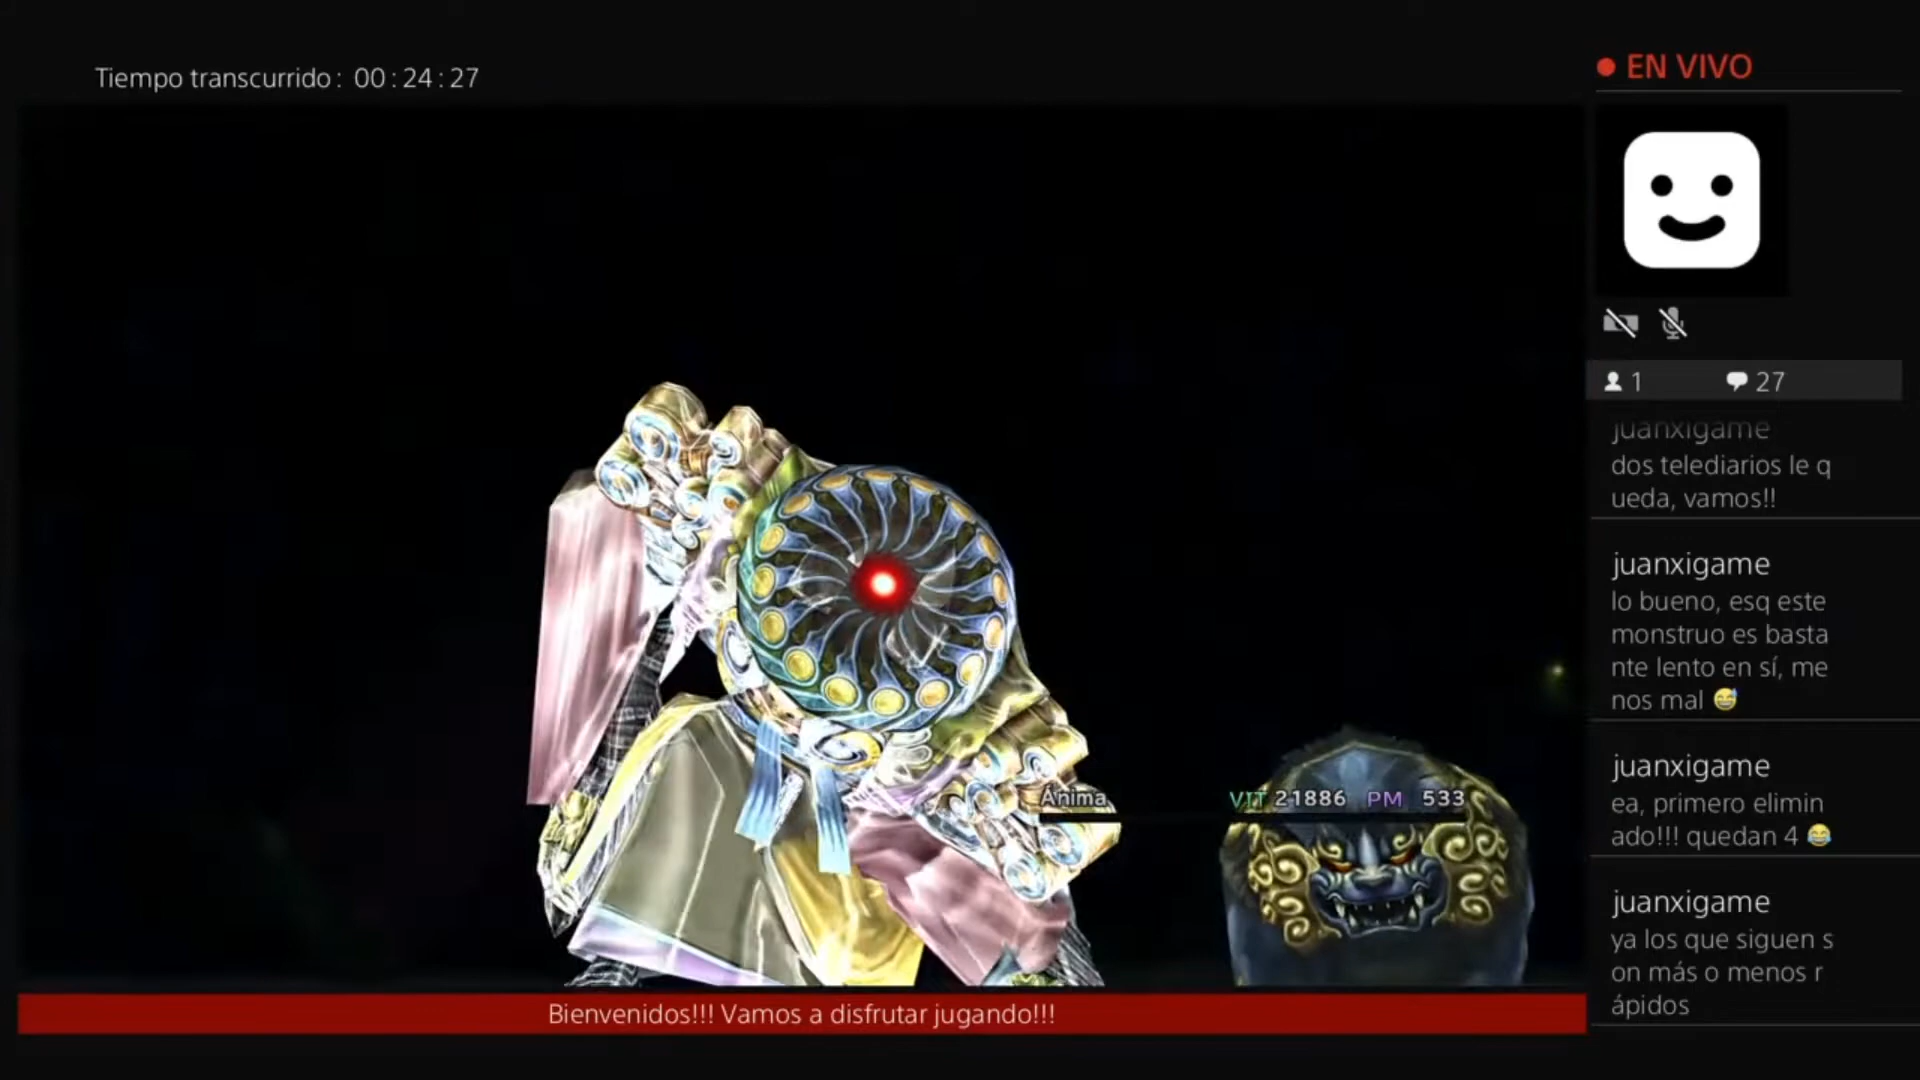 Tiempo transcurrido: 00:24:27
EN VIVO
1 27
juanxigame
dos telediarios le q
ueda, vamos!!
juanxigame
lo bueno, esq este
monstruo es basta
nte lento en sí, me
nos mal 😅
juanxigame
ea, primero elimin
ado!!! quedan 4 😂
juanxigame
ya los que siguen s
on más o menos r
ápidos
Ánima VIT 21886 PM 533
Bienvenidos!!! Vamos a disfrutar jugando!!!